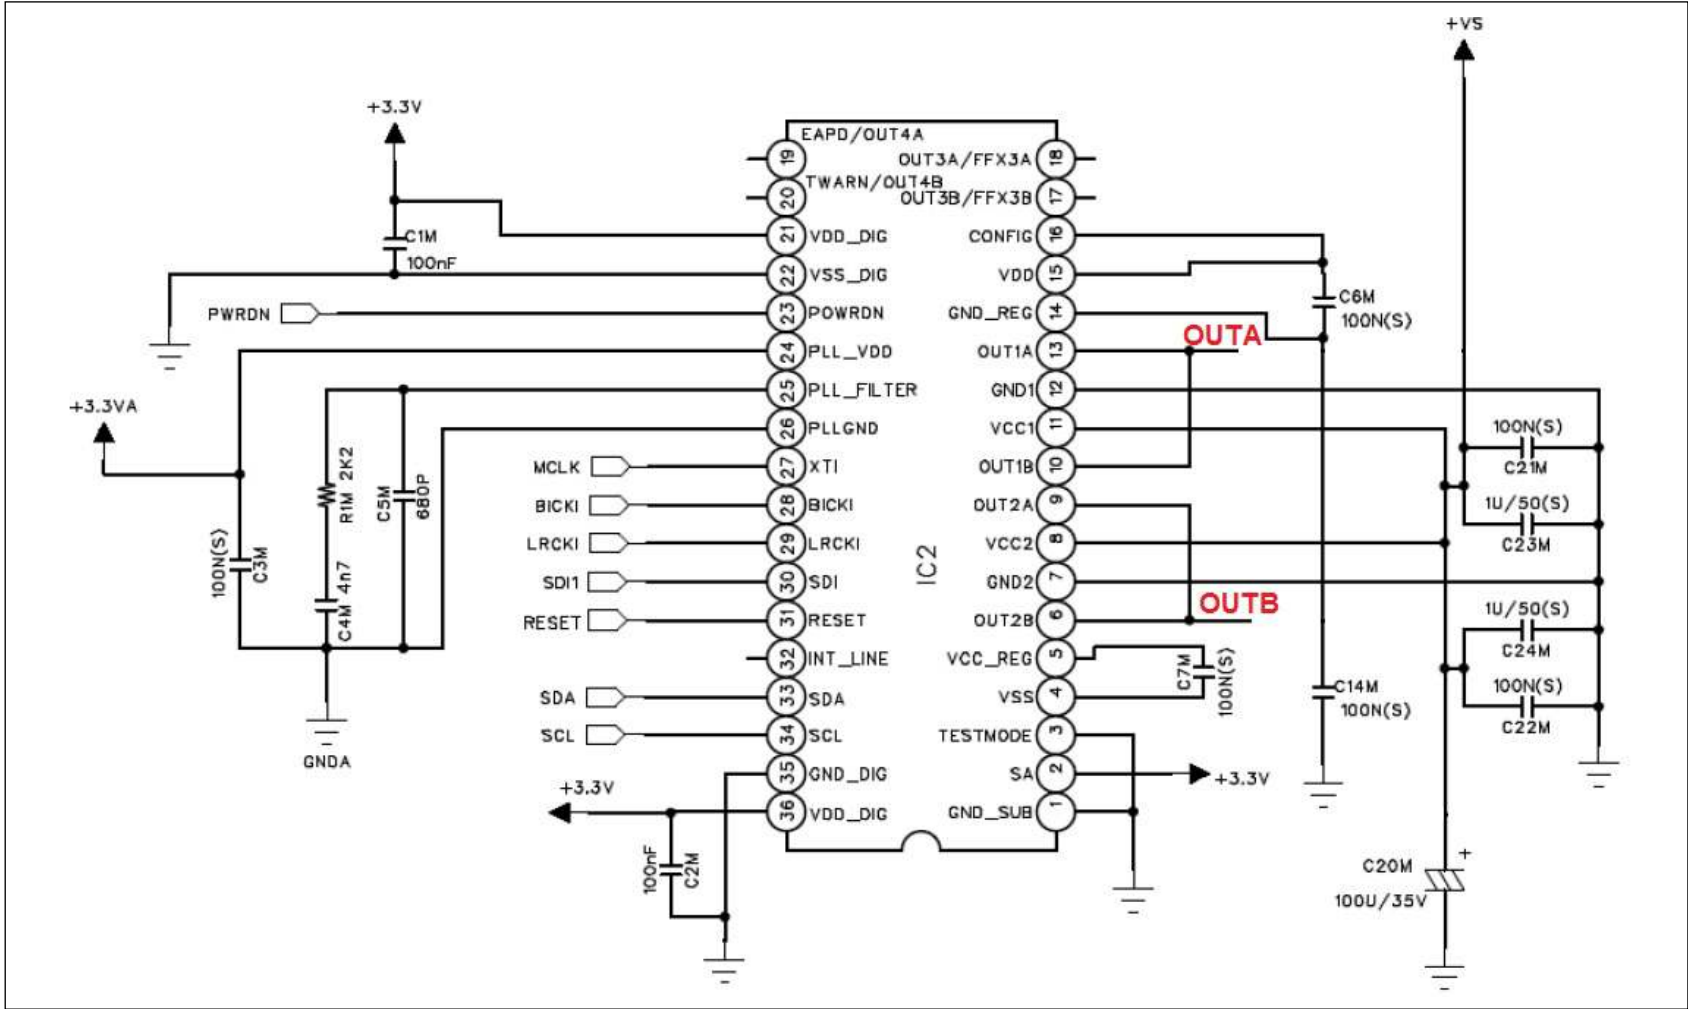 +VS
+3.3V
EAPD/OUT4A
19
OUT3A/FFX3A
18
TWARN/OUT4B
20
OUT3B/FFX3B
17
C1M
100nF
21
VDD_DIG
CONFIG
16
22
VSS_DIG
VDD
15
C6M
100N(S)
PWRDN
23
POWRDN
GND_REG
14
OUTA
24
PLL_VDD
OUT1A
13
25
PLL_FILTER
GND1
12
+3.3VA
26
PLLGND
VCC1
11
100N(S)
C21M
MCLK
27
XTI
OUT1B
10
R1M 2K2
C5M
680P
BICKI
28
BICKI
OUT2A
9
1U/50(S)
C23M
LRCKI
29
LRCKI
VCC2
8
IC2
100N(S)
C3M
C4M 4n7
SDI1
30
SDI
GND2
7
OUTB
1U/50(S)
C24M
RESET
31
RESET
OUT2B
6
32
INT_LINE
VCC_REG
5
C7M
100N(S)
SDA
33
SDA
VSS
4
C14M
100N(S)
100N(S)
C22M
SCL
34
SCL
TESTMODE
3
GNDA
35
GND_DIG
SA
2
+3.3V
+3.3V
36
VDD_DIG
GND_SUB
1
100nF
C2M
C20M
+
100U/35V